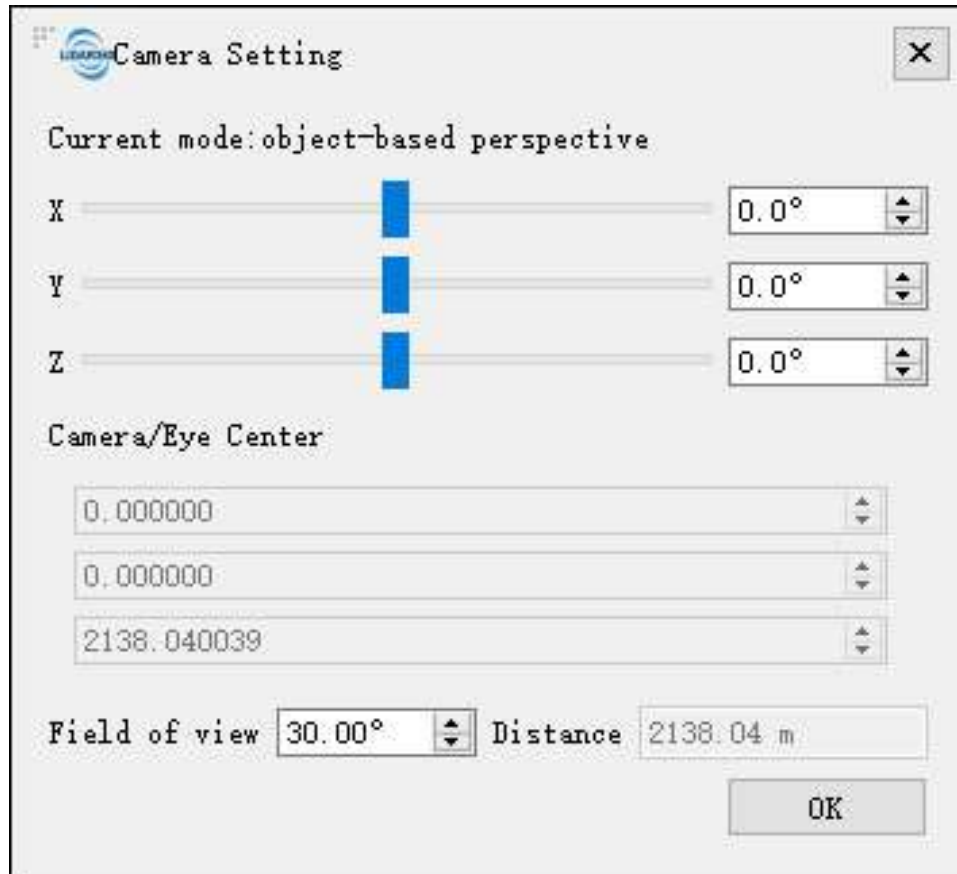 Camera Setting
Current mode:object-based perspective
X 0.0°
Y 0.0°
Z 0.0°
Camera/Eye Center
0.000000
0.000000
2138.040039
Field of view 30.00° Distance 2138.04 m
OK